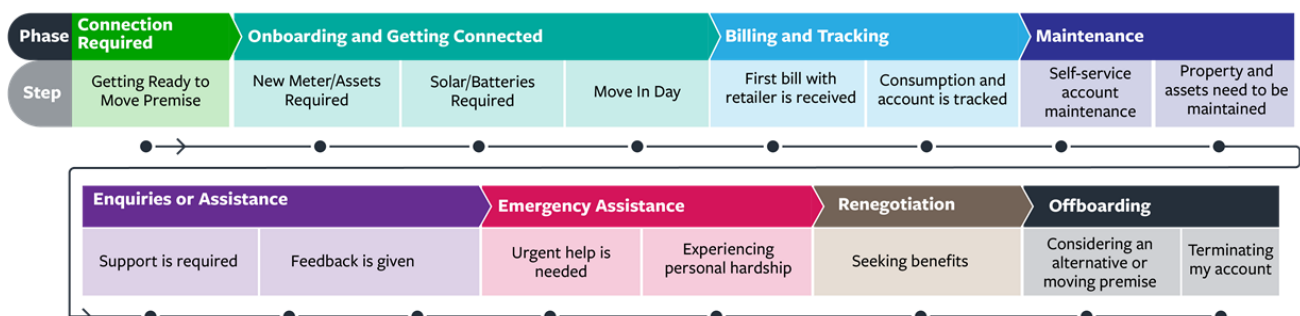 Phase
Connection
Required
Onboarding and Getting Connected
Billing and Tracking
Maintenance
Step
Getting Ready to
Move Premise
New Meter/Assets
Required
Solar/Batteries
Required
Move In Day
First bill with
retailer is received
Consumption and
account is tracked
Self-service
account
maintenance
Property and
assets need to be
maintained
Enquiries or Assistance
Emergency Assistance
Renegotiation
Offboarding
Support is required
Feedback is given
Urgent help is
needed
Experiencing
personal hardship
Seeking benefits
Considering an
alternative or
moving premise
Terminating
my account